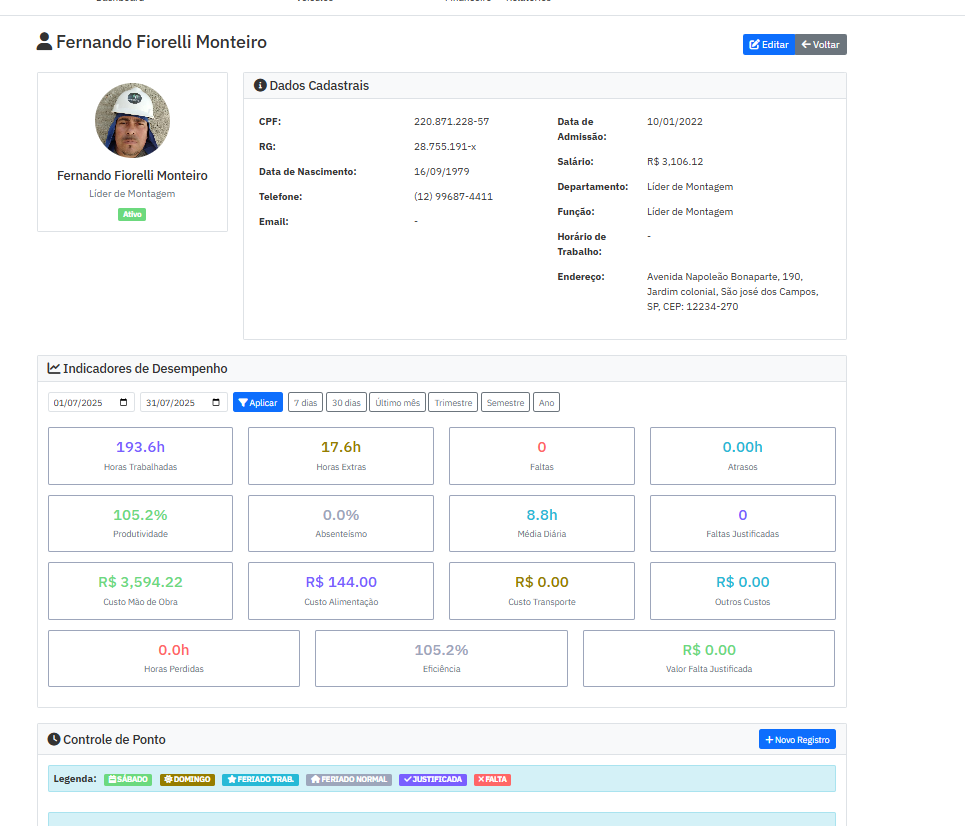 Dashboard Veículos Financeiro Relatórios
Fernando Fiorelli Monteiro
Editar
Voltar
Fernando Fiorelli Monteiro
Líder de Montagem
Ativo
Dados Cadastrais
CPF: 220.871.228-57
RG: 28.755.191-x
Data de Nascimento: 16/09/1979
Telefone: (12) 99687-4411
Email: -
Data de 10/01/2022
Admissão:
Salário: R$ 3,106.12
Departamento: Líder de Montagem
Função: Líder de Montagem
Horário de -
Trabalho:
Endereço: Avenida Napoleão Bonaparte, 190,
Jardim colonial, São josé dos Campos,
SP, CEP: 12234-270
Indicadores de Desempenho
01/07/2025 31/07/2025 Aplicar 7 dias 30 dias Último mês Trimestre Semestre Ano
193.6h
Horas Trabalhadas
17.6h
Horas Extras
0
Faltas
0.00h
Atrasos
105.2%
Produtividade
0.0%
Absenteísmo
8.8h
Média Diária
0
Faltas Justificadas
R$ 3,594.22
Custo Mão de Obra
R$ 144.00
Custo Alimentação
R$ 0.00
Custo Transporte
R$ 0.00
Outros Custos
0.0h
Horas Perdidas
105.2%
Eficiência
R$ 0.00
Valor Falta Justificada
Controle de Ponto
Novo Registro
Legenda: SÁBADO DOMINGO FERIADO TRAB. FERIADO NORMAL JUSTIFICADA FALTA